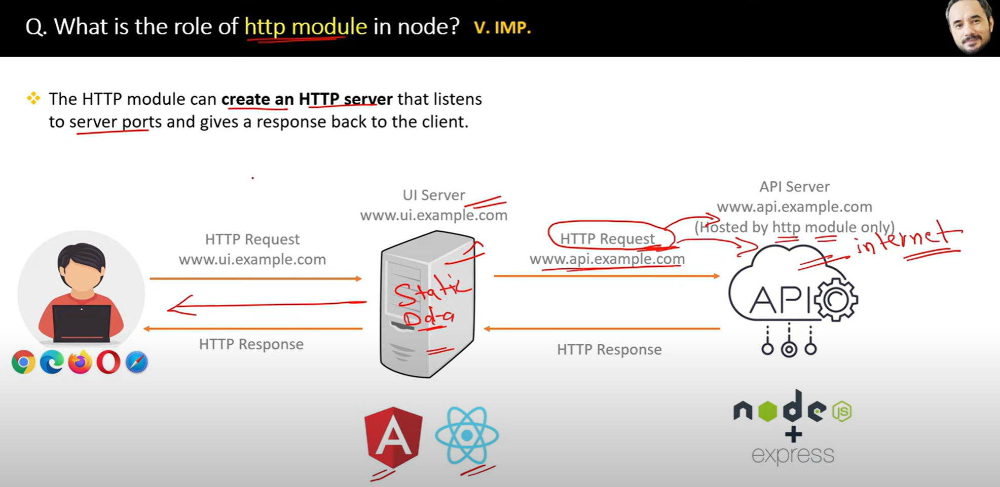 Q. What is the role of http module in node? V. IMP.
❖ The HTTP module can create an HTTP server that listens
to server ports and gives a response back to the client.
UI Server
www.ui.example.com
API Server
www.api.example.com
(Hosted by http module only)
internet
HTTP Request
www.ui.example.com
HTTP Request
www.api.example.com
Static
API
HTTP Response
HTTP Response
A
node JS
+
express